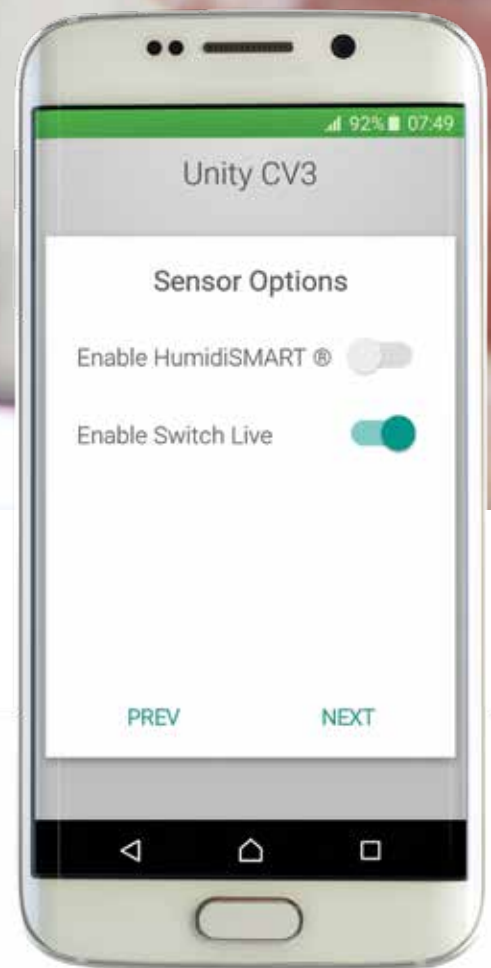 92% 07:49
Unity CV3
Sensor Options
Enable HumidiSMART ®
Enable Switch Live
PREV NEXT